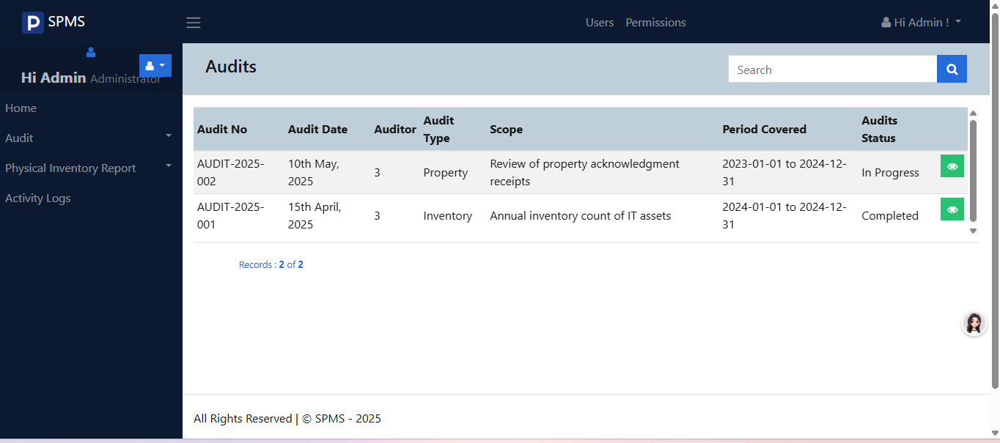 P SPMS
Users Permissions
Hi Admin !
Hi Admin Administrator
Home
Audit
Physical Inventory Report
Activity Logs
Audits
Search
Audit No Audit Date Auditor Audit Type Scope Period Covered Audits Status
AUDIT-2025-
002
10th May,
2025
3
Property
Review of property acknowledgment
receipts
2023-01-01 to 2024-12-
31
In Progress
AUDIT-2025-
001
15th April,
2025
3
Inventory
Annual inventory count of IT assets
2024-01-01 to 2024-12-
31
Completed
Records : 2 of 2
All Rights Reserved | © SPMS - 2025